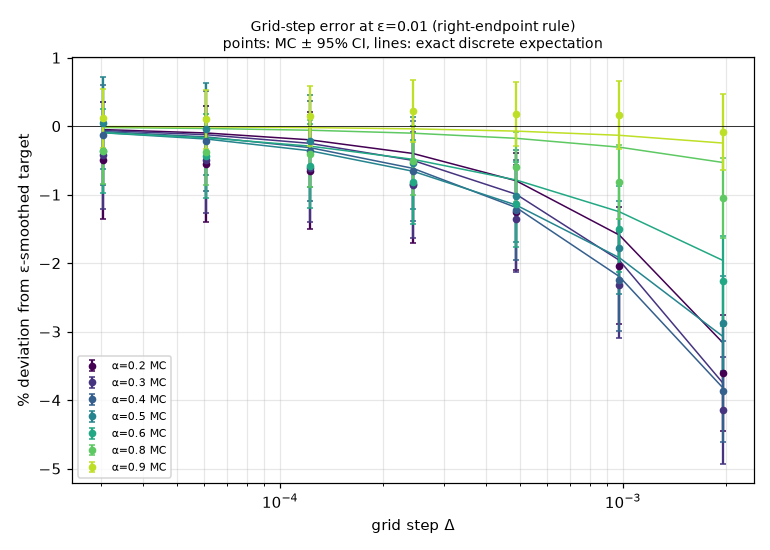 Grid-step error at ε=0.01 (right-endpoint rule)
points: MC ± 95% CI, lines: exact discrete expectation
% deviation from ε-smoothed target
1
0
−1
−2
−3
−4
−5
α=0.2 MC
α=0.3 MC
α=0.4 MC
α=0.5 MC
α=0.6 MC
α=0.8 MC
α=0.9 MC
10⁻⁴
10⁻³
grid step Δ